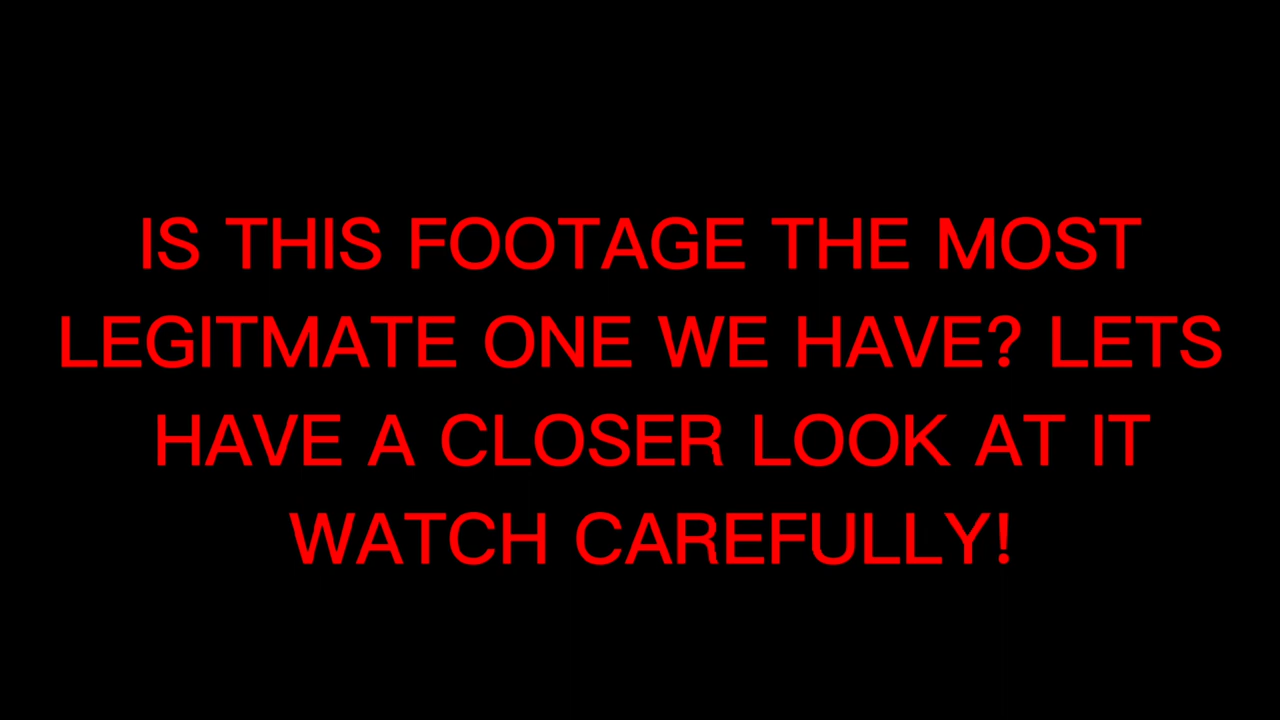 IS THIS FOOTAGE THE MOST
LEGITMATE ONE WE HAVE? LETS
HAVE A CLOSER LOOK AT IT
WATCH CAREFULLY!